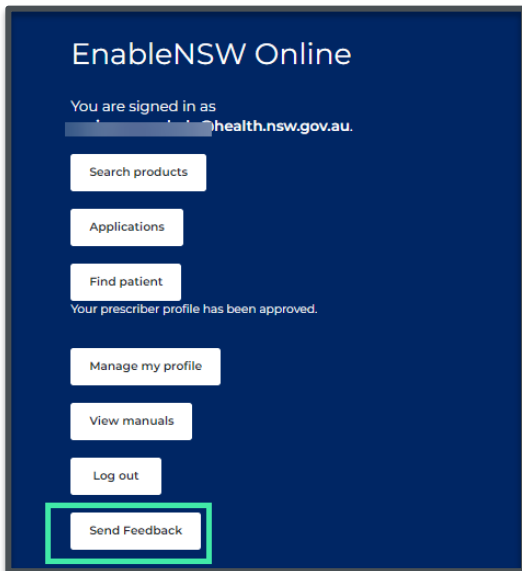 EnableNSW Online
You are signed in as
@health.nsw.gov.au.
Search products
Applications
Find patient
Your prescriber profile has been approved.
Manage my profile
View manuals
Log out
Send Feedback